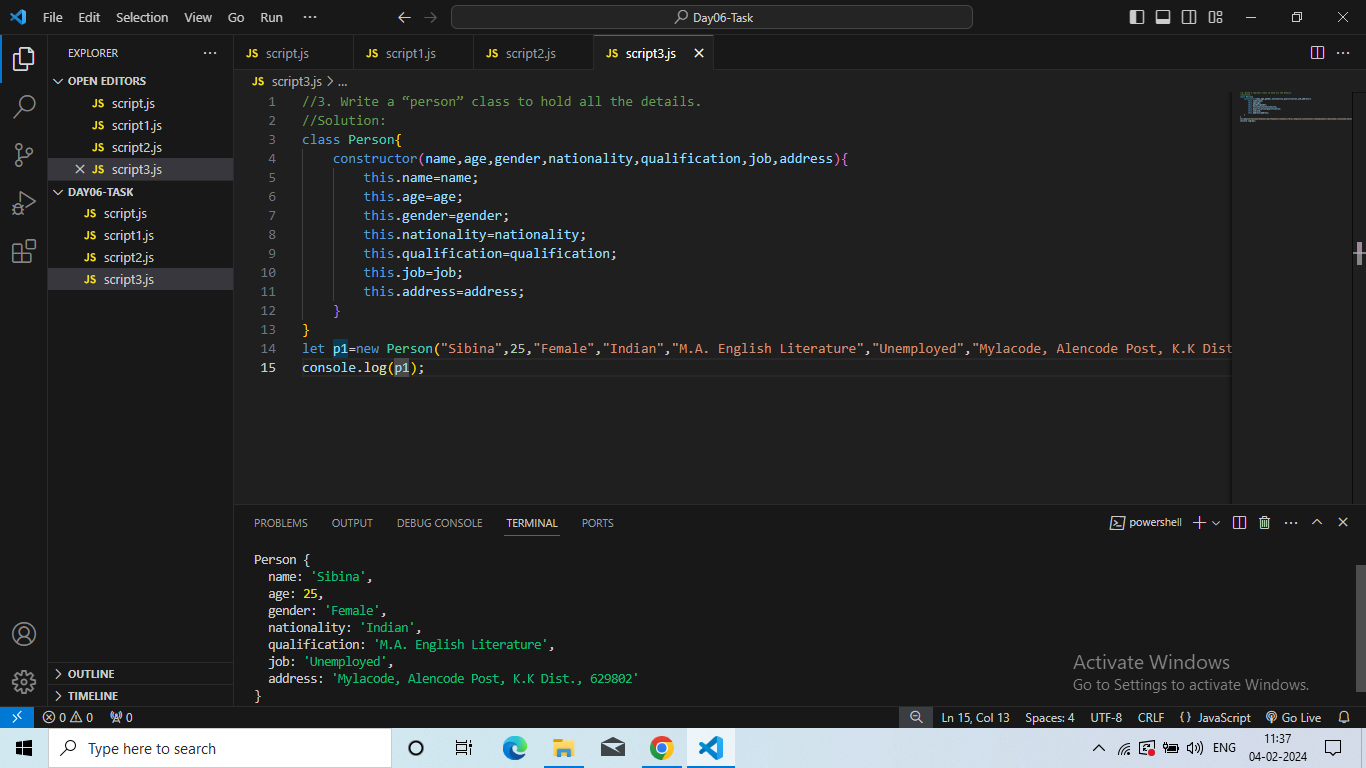 File Edit Selection View Go Run ··· Day06-Task
EXPLORER ···
OPEN EDITORS
JS script.js
JS script1.js
JS script2.js
JS script3.js
DAY06-TASK
JS script.js
JS script1.js
JS script2.js
JS script3.js
OUTLINE
TIMELINE
JS script.js JS script1.js JS script2.js JS script3.js
JS script3.js > ...
1 //3. Write a “person” class to hold all the details.
2 //Solution:
3 class Person{
4 constructor(name,age,gender,nationality,qualification,job,address){
5 this.name=name;
6 this.age=age;
7 this.gender=gender;
8 this.nationality=nationality;
9 this.qualification=qualification;
10 this.job=job;
11 this.address=address;
12 }
13 }
14 let p1=new Person("Sibina",25,"Female","Indian","M.A. English Literature","Unemployed","Mylacode, Alencode Post, K.K Dist
15 console.log(p1);
PROBLEMS OUTPUT DEBUG CONSOLE TERMINAL PORTS powershell
Person {
name: 'Sibina',
age: 25,
gender: 'Female',
nationality: 'Indian',
qualification: 'M.A. English Literature',
job: 'Unemployed',
address: 'Mylacode, Alencode Post, K.K Dist., 629802'
}
Activate Windows
Go to Settings to activate Windows.
0 0 0 Ln 15, Col 13 Spaces: 4 UTF-8 CRLF {} JavaScript Go Live
Type here to search ENG 11:37
04-02-2024